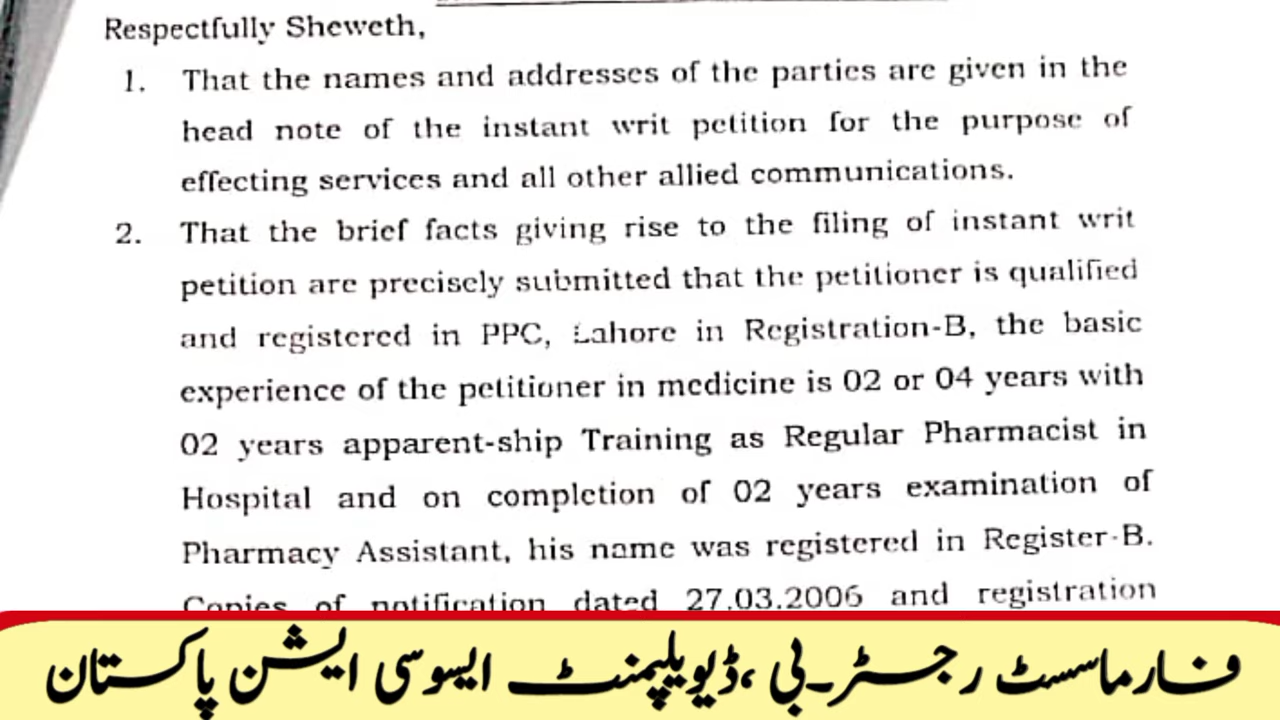 Respectfully Sheweth,
1. That the names and addresses of the parties are given in the
head note of the instant writ petition for the purpose of
effecting services and all other allied communications.
2. That the brief facts giving rise to the filing of instant writ
petition are precisely submitted that the petitioner is qualified
and registered in PPC, Lahore in Registration-B, the basic
experience of the petitioner in medicine is 02 or 04 years with
02 years apparent-ship Training as Regular Pharmacist in
Hospital and on completion of 02 years examination of
Pharmacy Assistant, his name was registered in Register-B.
Copies of notification dated 27.03.2006 and registration
فارماسسٹ رجسٹر۔بی ،ڈیویلپمنٹ ایسوسی ایشن پاکستان